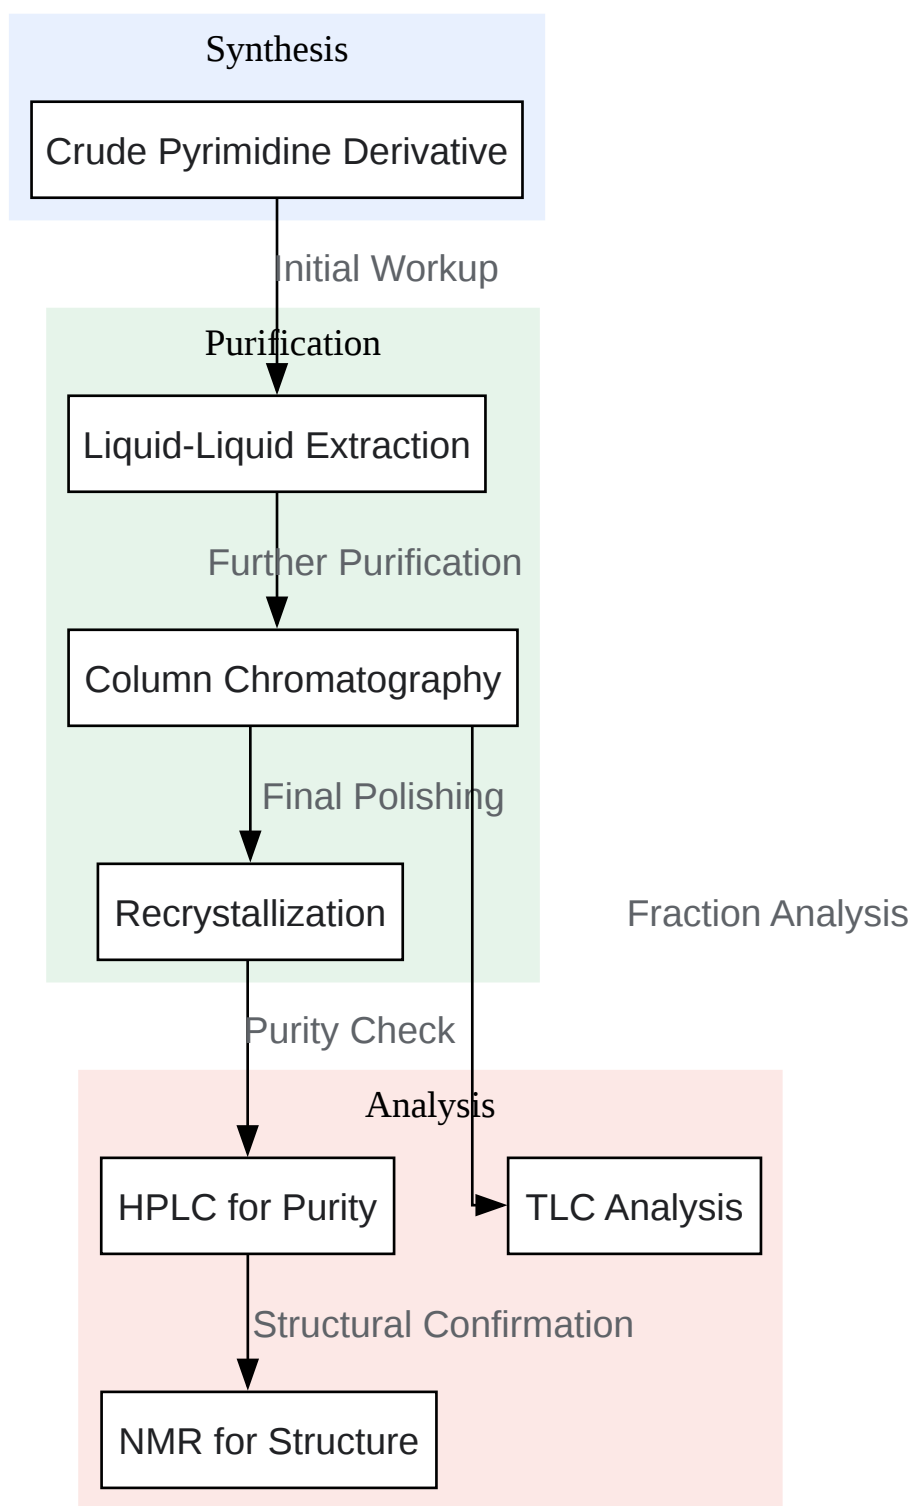 Synthesis
Crude Pyrimidine Derivative
Initial Workup
Purification
Liquid-Liquid Extraction
Further Purification
Column Chromatography
Final Polishing
Recrystallization
Fraction Analysis
Purity Check
Analysis
HPLC for Purity
TLC Analysis
Structural Confirmation
NMR for Structure